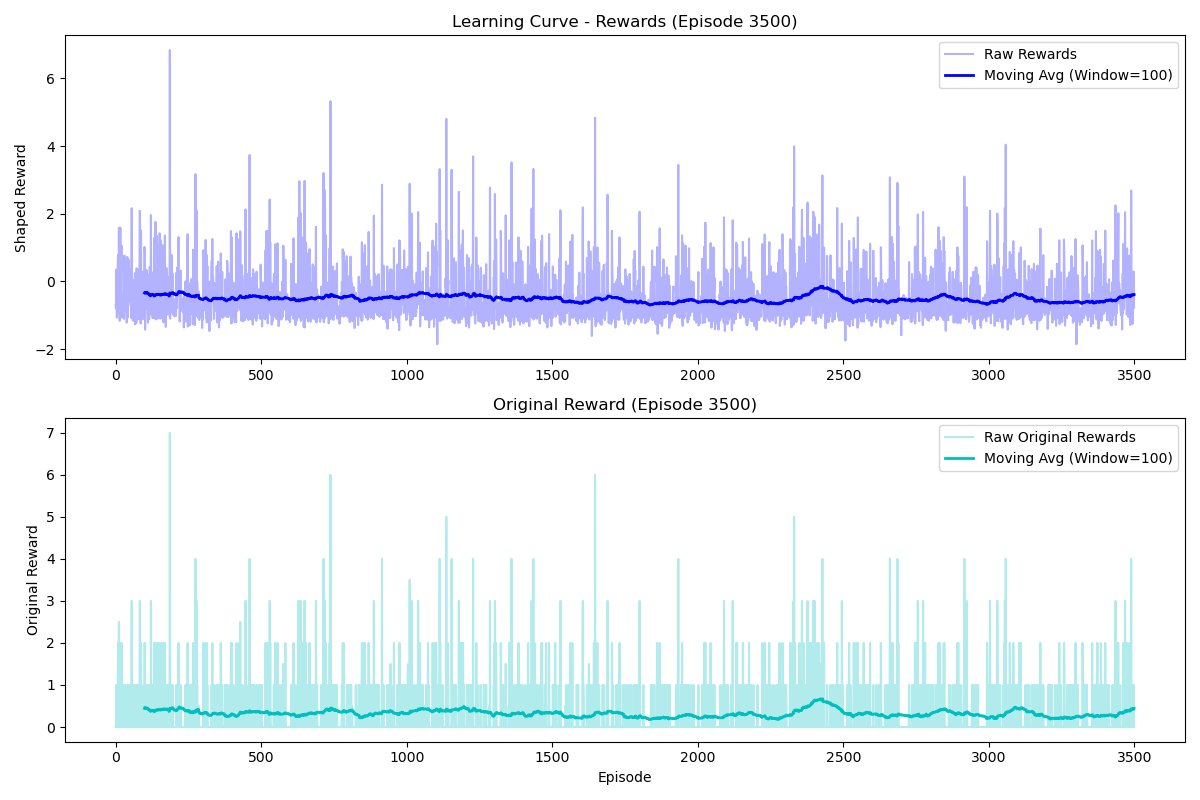 Learning Curve - Rewards (Episode 3500)
Raw Rewards
Moving Avg (Window=100)
Shaped Reward
6
4
2
0
−2
0 500 1000 1500 2000 2500 3000 3500
Original Reward (Episode 3500)
Raw Original Rewards
Moving Avg (Window=100)
Original Reward
7
6
5
4
3
2
1
0
0 500 1000 1500 2000 2500 3000 3500
Episode